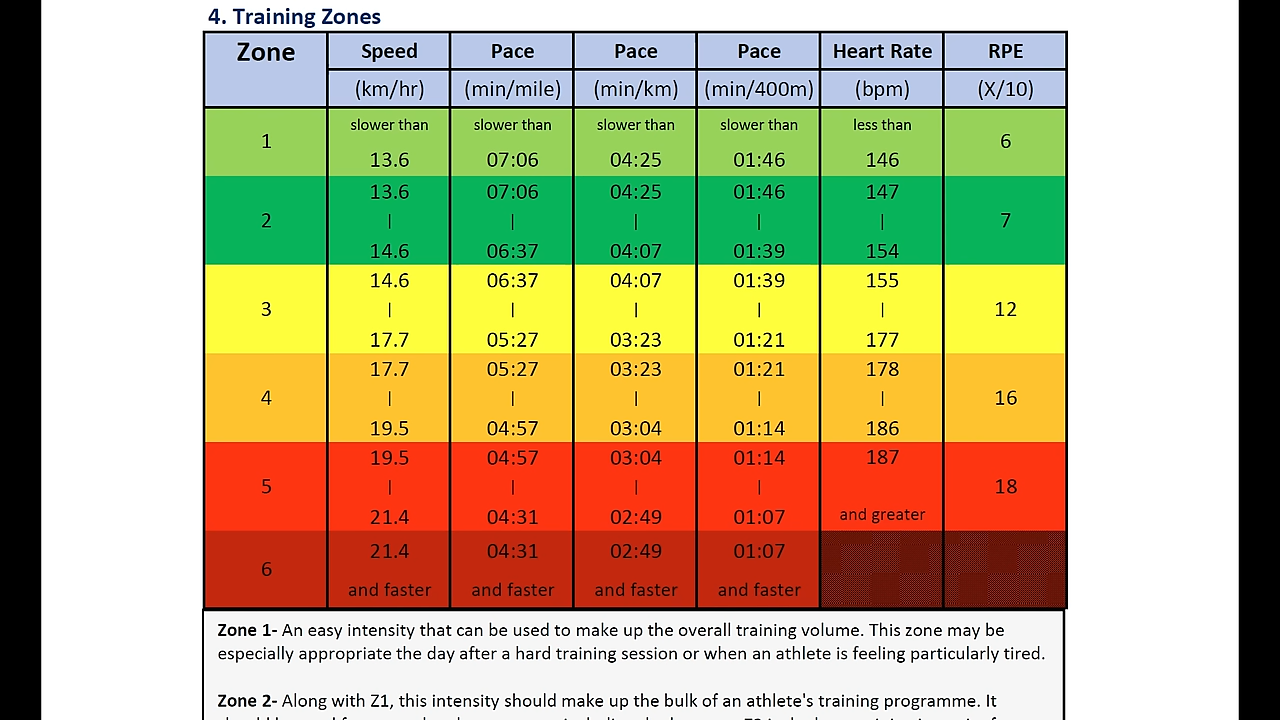 4. Training Zones
Zone Speed Pace Pace Pace Heart Rate RPE
(km/hr) (min/mile) (min/km) (min/400m) (bpm) (X/10)
slower than slower than slower than slower than less than
1 6
13.6 07:06 04:25 01:46 146
13.6 07:06 04:25 01:46 147
2 | | | | | 7
14.6 06:37 04:07 01:39 154
14.6 06:37 04:07 01:39 155
3 | | | | | 12
17.7 05:27 03:23 01:21 177
17.7 05:27 03:23 01:21 178
4 | | | | | 16
19.5 04:57 03:04 01:14 186
19.5 04:57 03:04 01:14 187
5 | | | | 18
21.4 04:31 02:49 01:07 and greater
21.4 04:31 02:49 01:07
6
and faster and faster and faster and faster
Zone 1- An easy intensity that can be used to make up the overall training volume. This zone may be
especially appropriate the day after a hard training session or when an athlete is feeling particularly tired.
Zone 2- Along with Z1, this intensity should make up the bulk of an athlete's training programme. It